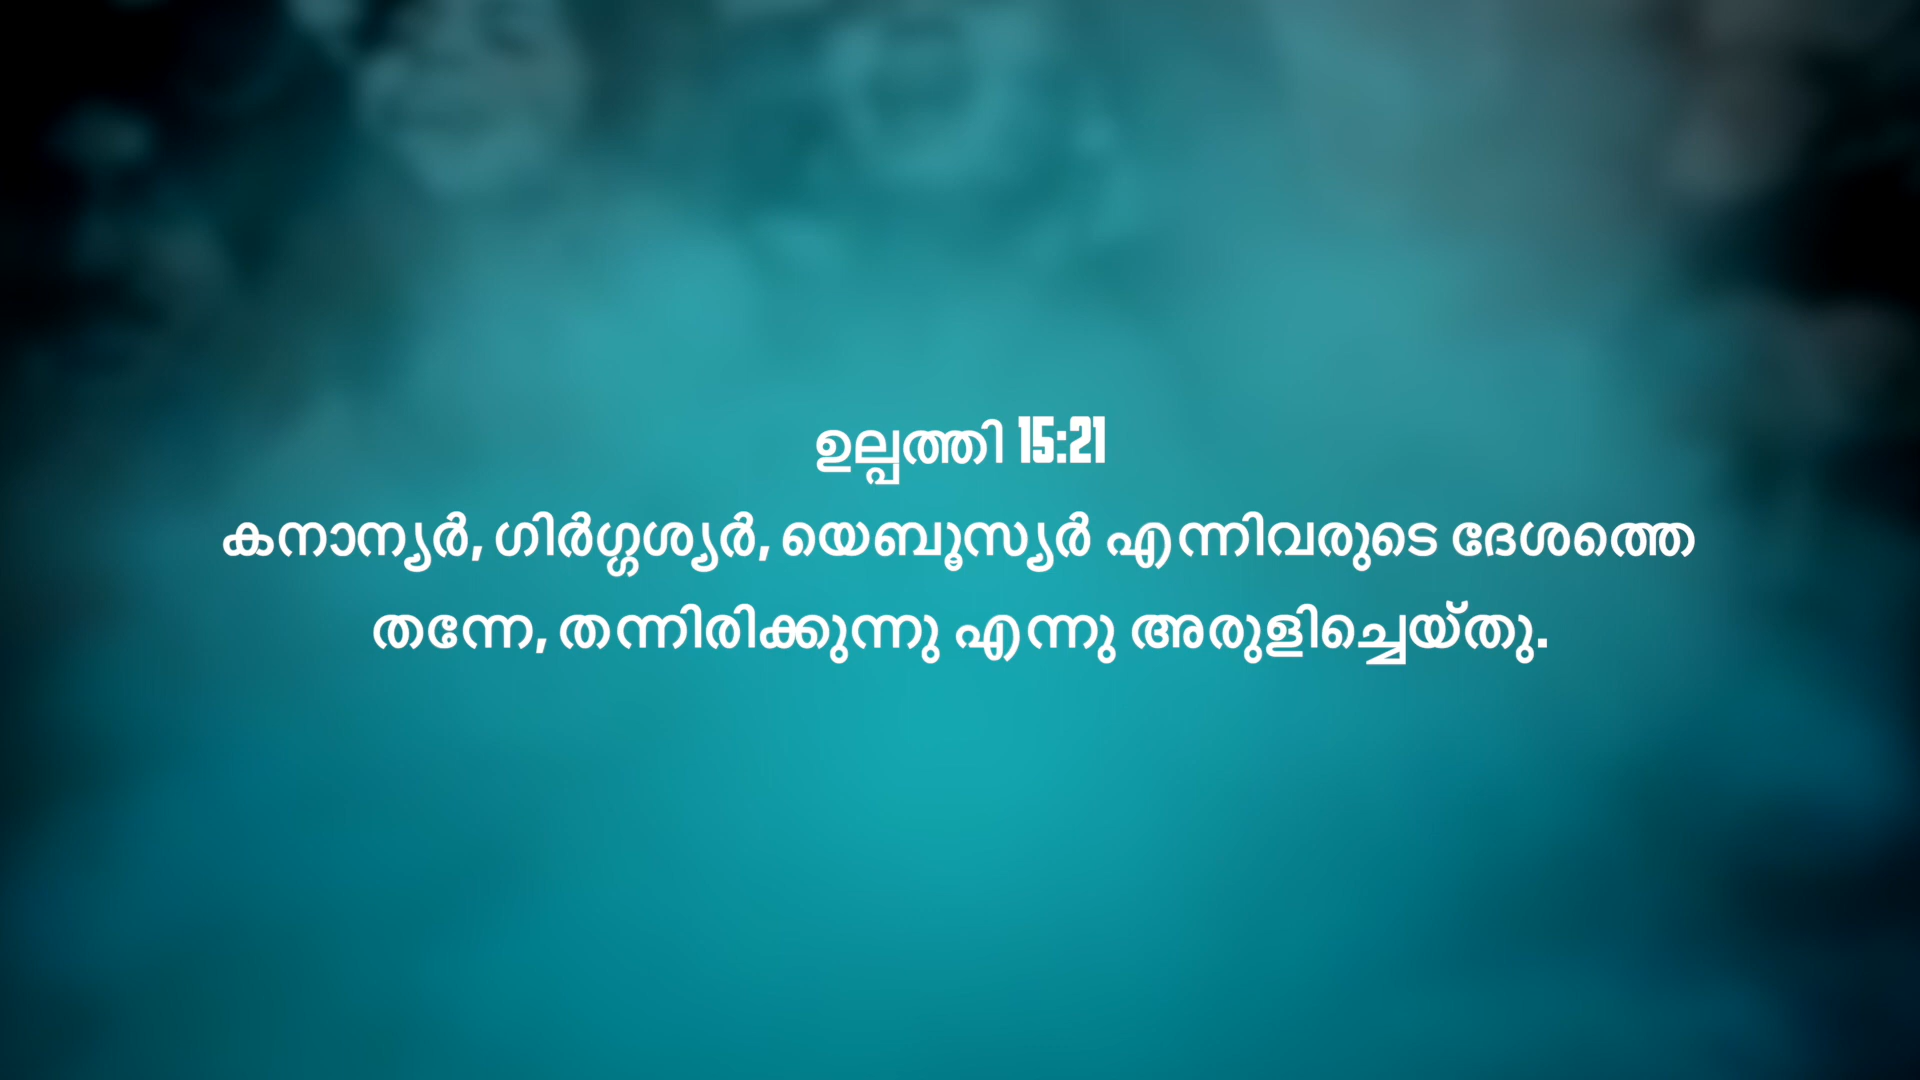 ഉല്പത്തി 15:21
കനാന്യർ, ഗിർഗ്ഗശ്യർ, യെബൂസ്യർ എന്നിവരുടെ ദേശത്തെ
തന്നേ, തന്നിരിക്കുന്നു എന്നു അരുളിച്ചെയ്തു.